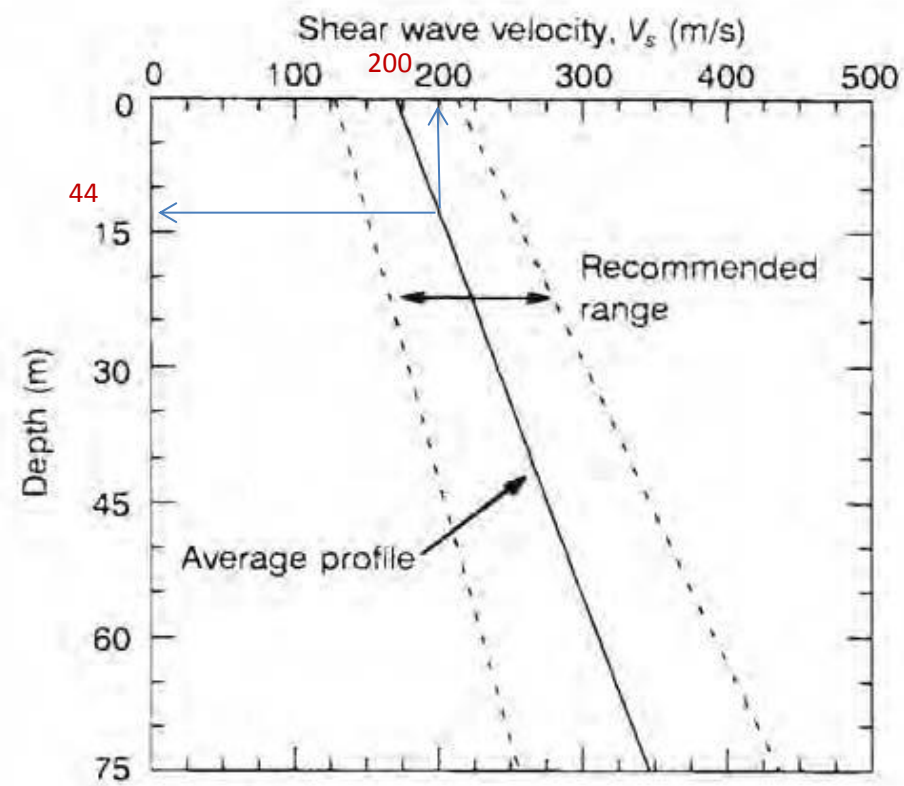 Shear wave velocity, Vs (m/s)
200
0 100 200 300 400 500
0
44
15
Recommended
range
30
Depth (m)
45
Average profile
60
75